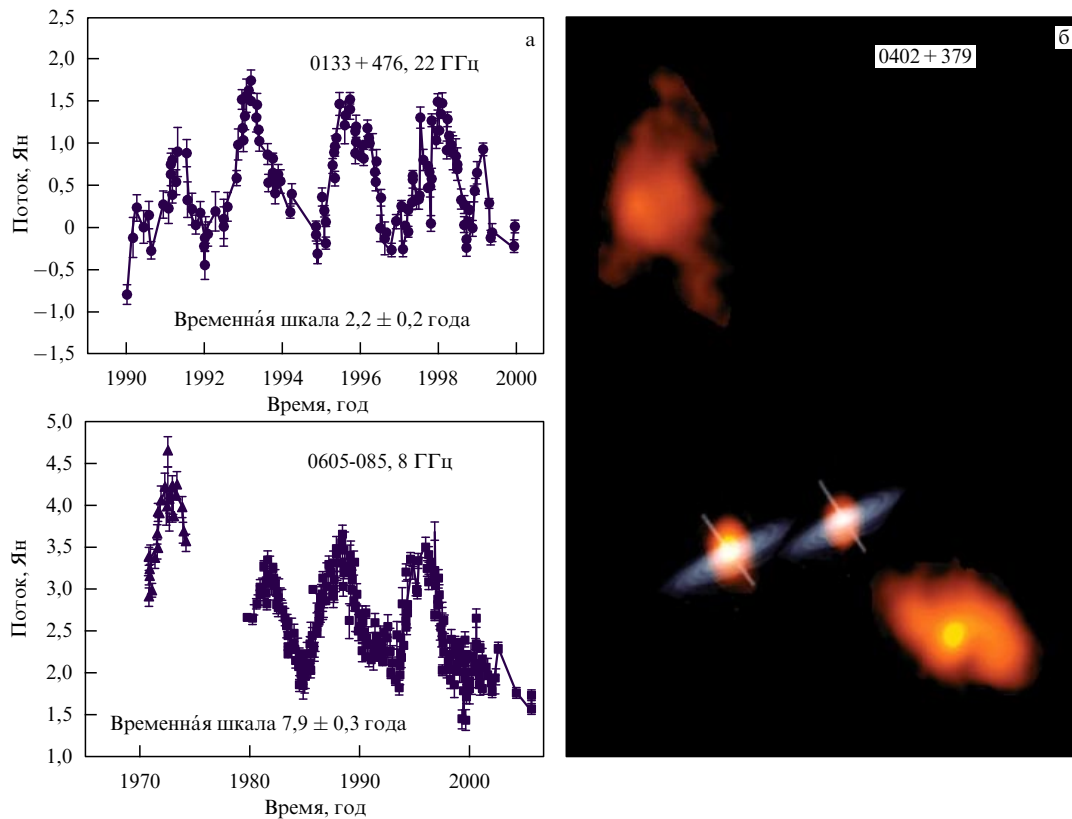 а
0133 + 476, 22 ГГц
Поток, Ян
2,5
2,0
1,5
1,0
0,5
0
−0,5
−1,0
−1,5
Временна́я шкала 2,2 ± 0,2 года
1990 1992 1994 1996 1998 2000
Время, год
0605-085, 8 ГГц
Поток, Ян
5,0
4,5
4,0
3,5
3,0
2,5
2,0
1,5
1,0
Временна́я шкала 7,9 ± 0,3 года
1970 1980 1990 2000
Время, год
б
0402 + 379